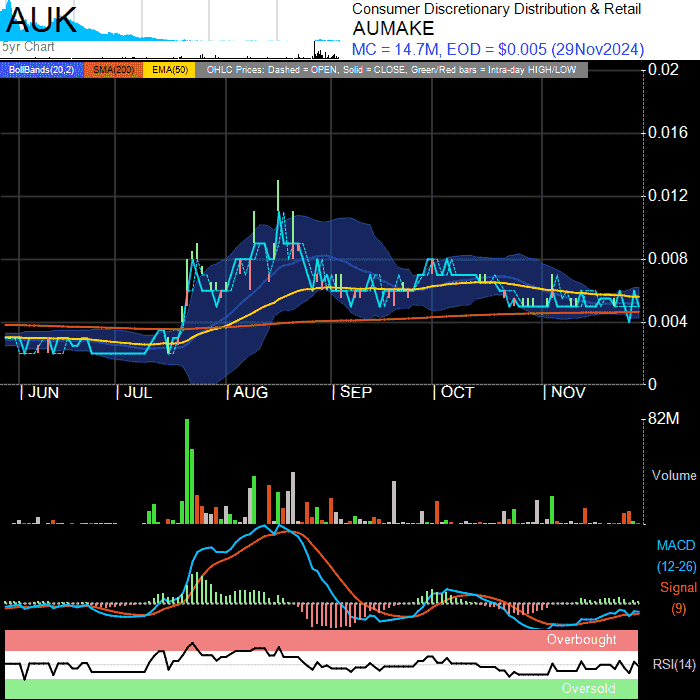 AUK
5yr Chart
Consumer Discretionary Distribution & Retail
AUMAKE
MC = 14.7M, EOD = $0.005 (29Nov2024)
BollBands(20,2) SMA(200) EMA(50) OHLC Prices: Dashed = OPEN, Solid = CLOSE, Green/Red bars = Intra-day HIGH/LOW
0.02
0.016
0.012
0.008
0.004
0
| JUN | JUL | AUG | SEP | OCT | NOV
82M
Volume
MACD
(12-26)
Signal
(9)
Overbought
RSI(14)
Oversold